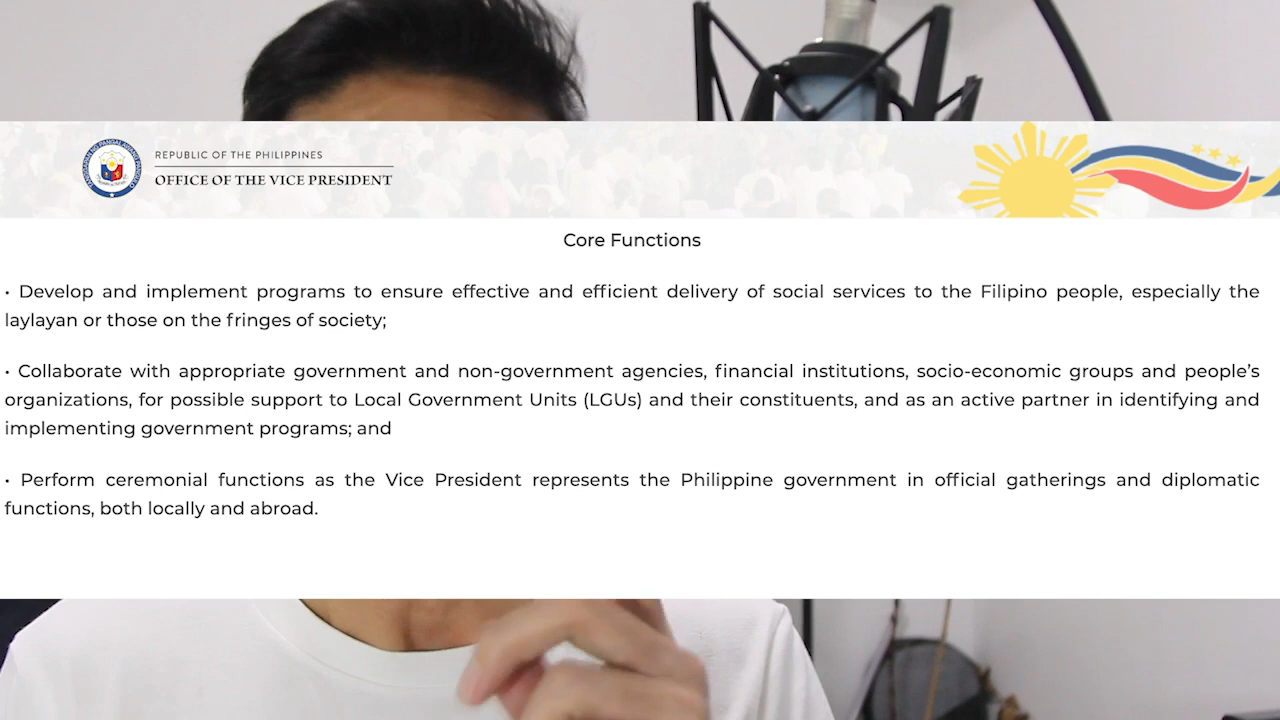 REPUBLIC OF THE PHILIPPINES
OFFICE OF THE VICE PRESIDENT
Core Functions
• Develop and implement programs to ensure effective and efficient delivery of social services to the Filipino people, especially the
laylayan or those on the fringes of society;
• Collaborate with appropriate government and non-government agencies, financial institutions, socio-economic groups and people’s
organizations, for possible support to Local Government Units (LGUs) and their constituents, and as an active partner in identifying and
implementing government programs; and
• Perform ceremonial functions as the Vice President represents the Philippine government in official gatherings and diplomatic
functions, both locally and abroad.